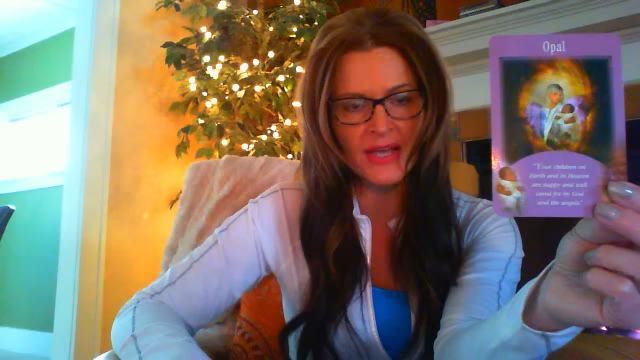 Opal
"Your children on
Earth and in Heaven
are happy and well
cared for by God
and the angels."